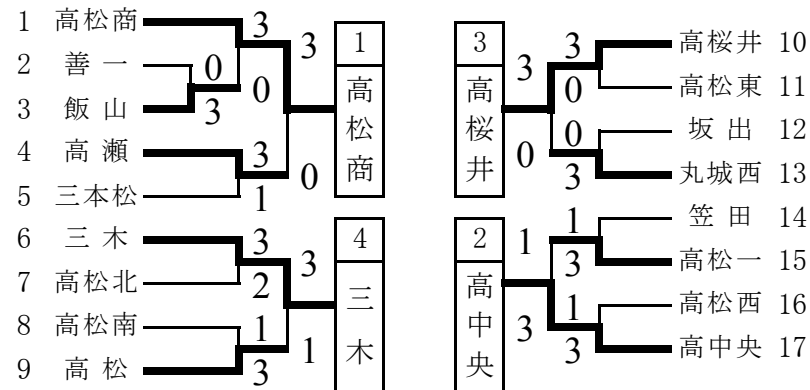 1 高松商 3
2 善一 0
3 飯山 3
0
3
4 高瀬 3
5 三本松 1
0
1 高松商
6 三木 3
7 高松北 2
3
8 高松南 1
9 高松 3
1
4 三木
3 高桜井
3
高桜井 10
3
高松東 11
0
0
坂出 12
0
丸城西 13
3
2 高中央
1
笠田 14
1
高松一 15
3
3
高松西 16
1
高中央 17
3